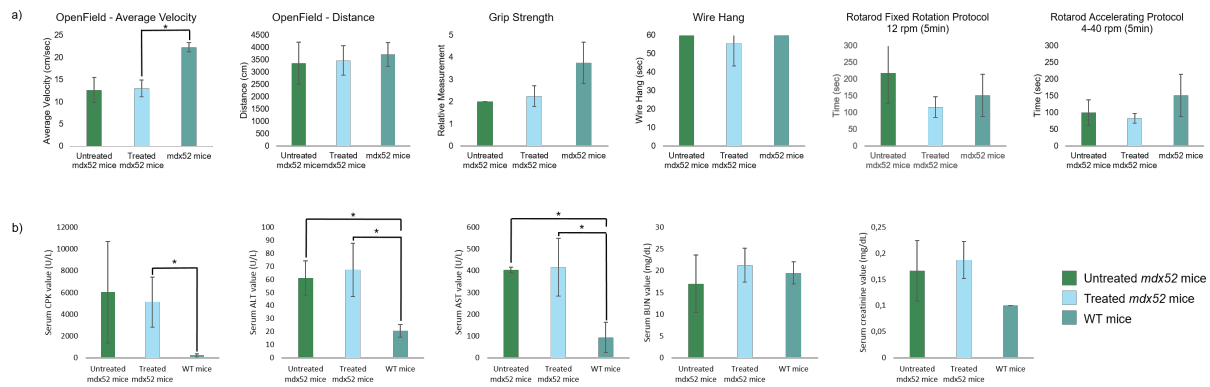 a)
OpenField - Average Velocity
Average Velocity (cm/sec)
25
20
15
10
5
0
*
Untreated mdx52 mice
Treated mdx52 mice
mdx52 mice
OpenField - Distance
Distance (cm)
4500
4000
3500
3000
2500
2000
1500
1000
500
0
Untreated mdx52 mice
Treated mdx52 mice
mdx52 mice
Grip Strength
Relative Measurement
5
4
3
2
1
0
Untreated mdx52 mice
Treated mdx52 mice
mdx52 mice
Wire Hang
Wire Hang (sec)
60
50
40
30
20
10
0
Untreated mdx52 mice
Treated mdx52 mice
mdx52 mice
Rotarod Fixed Rotation Protocol
12 rpm (5min)
Time (sec)
300
250
200
150
100
50
0
Untreated mdx52 mice
Treated mdx52 mice
mdx52 mice
Rotarod Accelerating Protocol
4-40 rpm (5min)
Time (sec)
300
250
200
150
100
50
0
Untreated mdx52 mice
Treated mdx52 mice
mdx52 mice
b)
Serum CPK value (U/L)
12000
10000
8000
6000
4000
2000
0
*
Untreated mdx52 mice
Treated mdx52 mice
WT mice
Serum ALT value (U/L)
100
90
80
70
60
50
40
30
20
10
0
*
*
Untreated mdx52 mice
Treated mdx52 mice
WT mice
Serum AST value (U/L)
600
500
400
300
200
100
0
*
*
Untreated mdx52 mice
Treated mdx52 mice
WT mice
Serum BUN value (mg/dL)
30
25
20
15
10
5
0
Untreated mdx52 mice
Treated mdx52 mice
WT mice
Serum creatinine value (mg/dL)
0,25
0,2
0,15
0,1
0,05
0
Untreated mdx52 mice
Treated mdx52 mice
WT mice
Untreated mdx52 mice
Treated mdx52 mice
WT mice